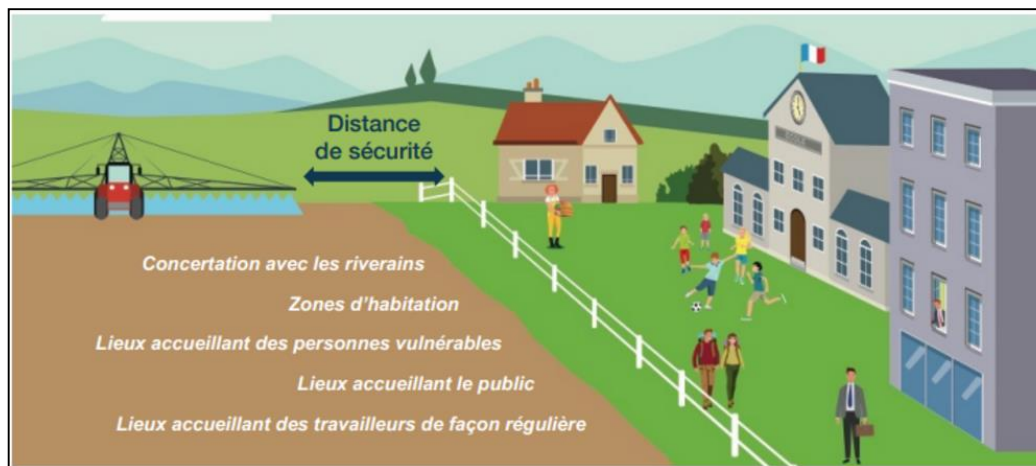 Distance
de sécurité
Concertation avec les riverains
Zones d'habitation
Lieux accueillant des personnes vulnérables
Lieux accueillant le public
Lieux accueillant des travailleurs de façon régulière